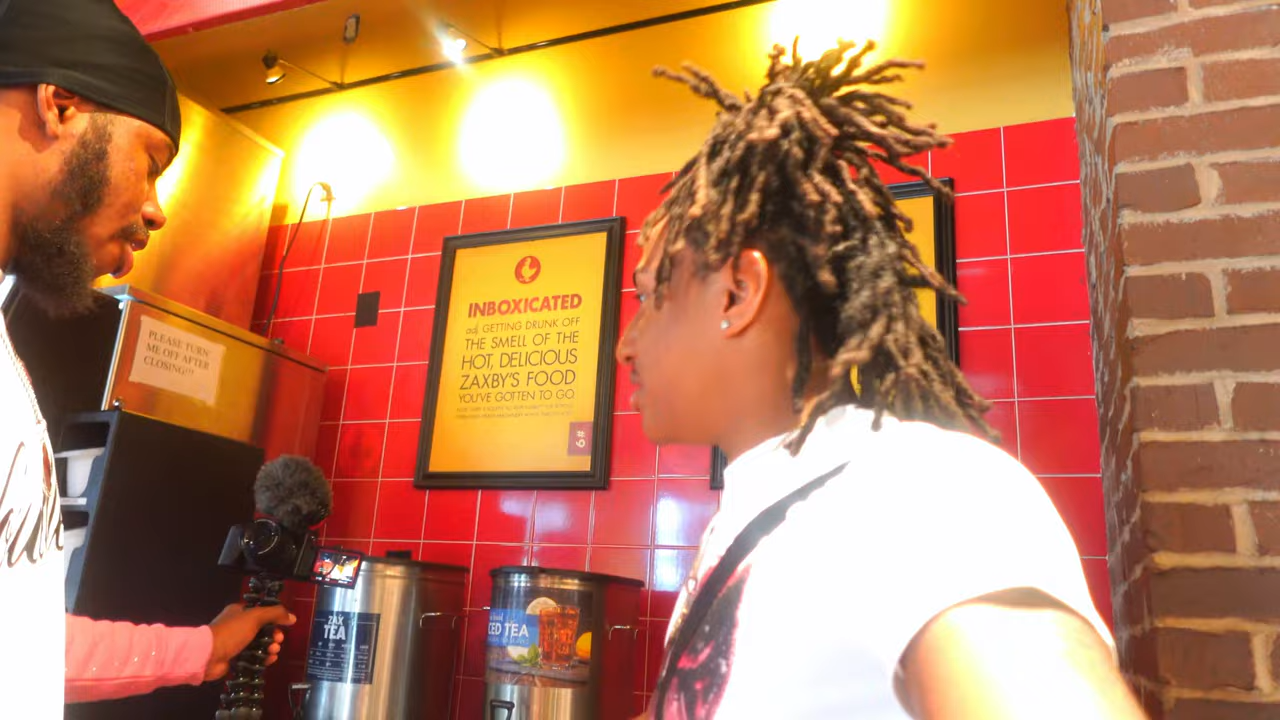 PLEASE TURN
ME OFF AFTER
CLOSING!!!
INBOXICATED
adj. GETTING DRUNK OFF
THE SMELL OF THE
HOT, DELICIOUS
ZAXBY'S FOOD
YOU'VE GOTTEN TO GO
#9
ZAX
TEA
ICED TEA